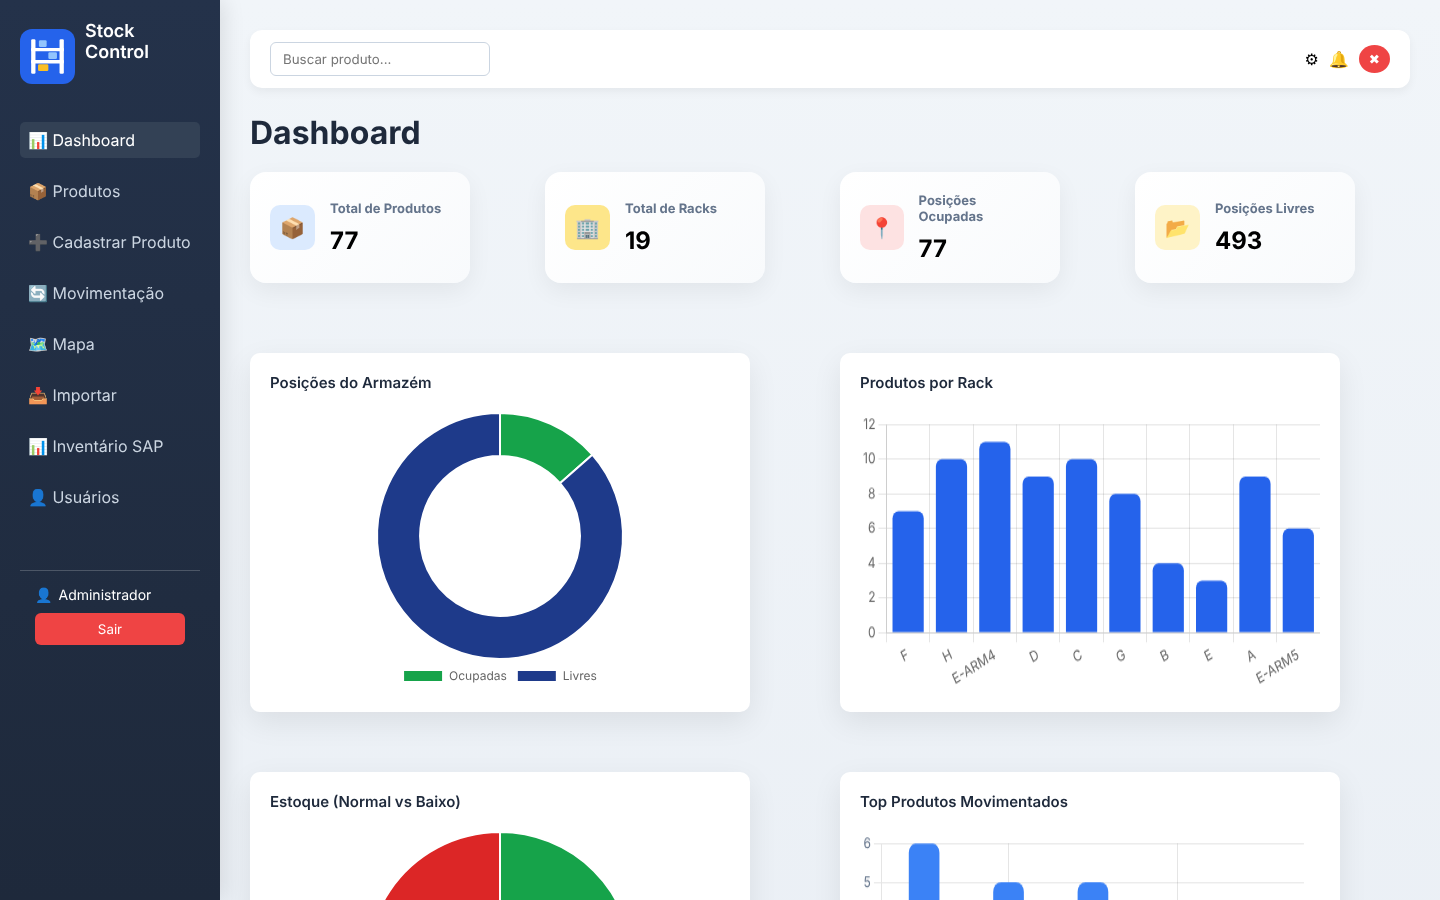 Stock
Control
Dashboard
Produtos
Cadastrar Produto
Movimentação
Mapa
Importar
Inventário SAP
Usuários
Administrador
Sair
Buscar produto...
Dashboard
Total de Produtos
77
Total de Racks
19
Posições
Ocupadas
77
Posições Livres
493
Posições do Armazém
Ocupadas
Livres
Produtos por Rack
12
10
8
6
4
2
0
F
H
E-ARM4
D
C
G
B
E
A
E-ARM5
Estoque (Normal vs Baixo)
Top Produtos Movimentados
6
5